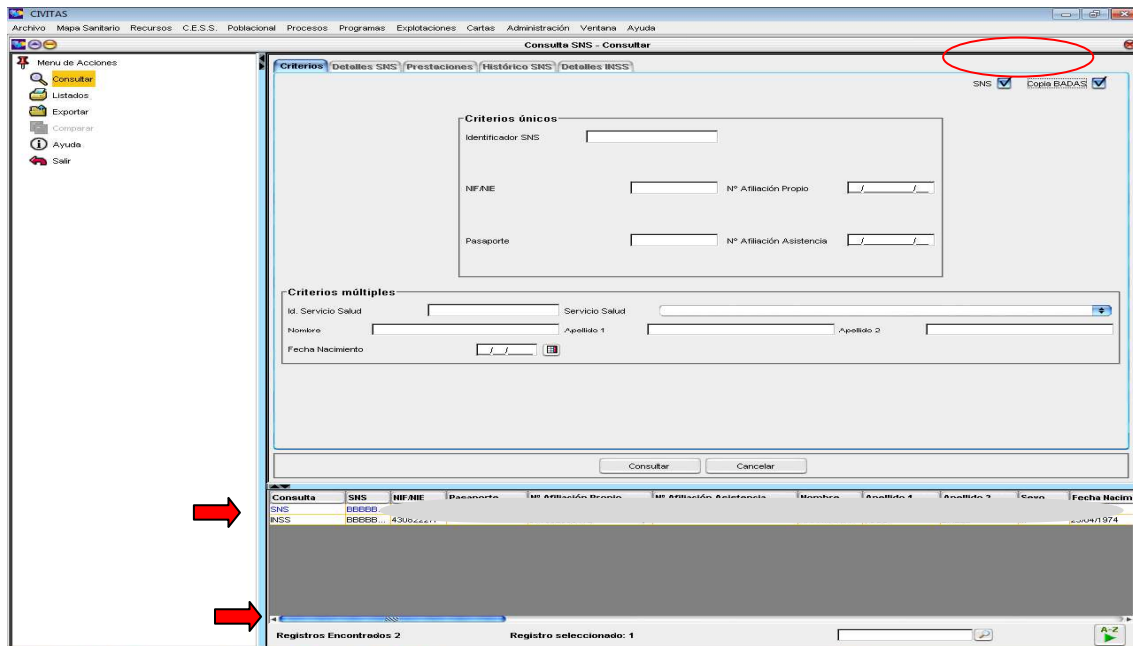 CIVITAS
Archivo Mapa Sanitario Recursos C.E.S.S. Poblacional Procesos Programas Explotaciones Cartas Administración Ventana Ayuda
Consulta SNS - Consultar
Menu de Acciones
Consultar
Listados
Exportar
Comparar
Ayuda
Salir
Criterios Detalles SNS Prestaciones Histórico SNS Detalles INSS
SNS Copia BADAS
Criterios únicos
Identificador SNS
NIF/NIE Nº Afiliación Propio
Pasaporte Nº Afiliación Asistencia
Criterios múltiples
Id. Servicio Salud Servicio Salud
Nombre Apellido 1 Apellido 2
Fecha Nacimiento
Consultar Cancelar
Consulta SNS NIF/NIE Pasaporte Nº Afiliación Propio Nº Afiliación Asistencia Nombre Apellido 1 Apellido 2 Sexo Fecha Nacim
SNS BBBBB...
INSS BBBBB...
Registros Encontrados 2 Registro seleccionado: 1
A-Z